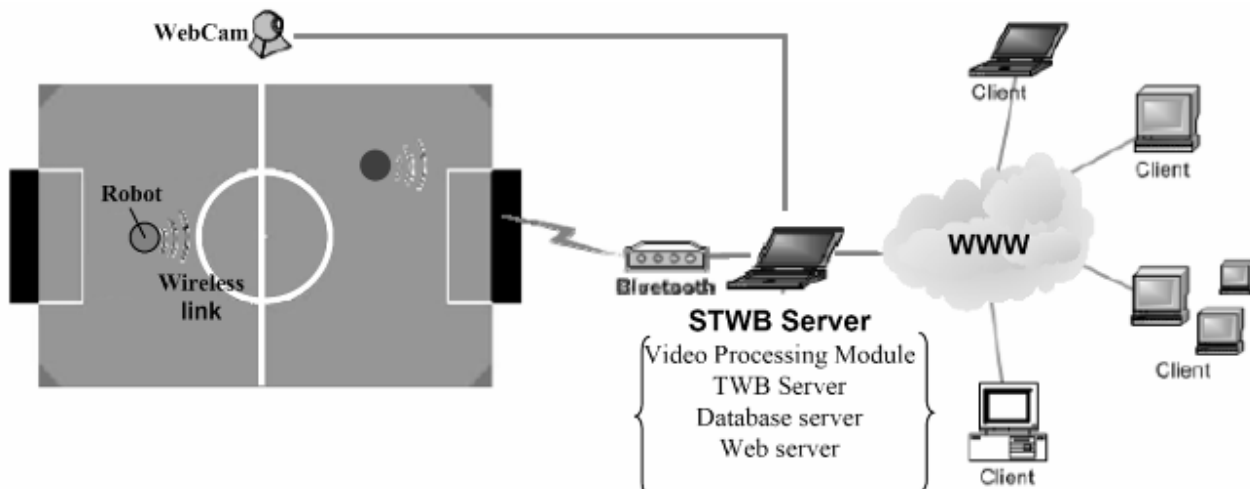 WebCam
Robot
Wireless
link
Bluetooth
STWB Server
Video Processing Module
TWB Server
Database server
Web server
WWW
Client
Client
Client
Client